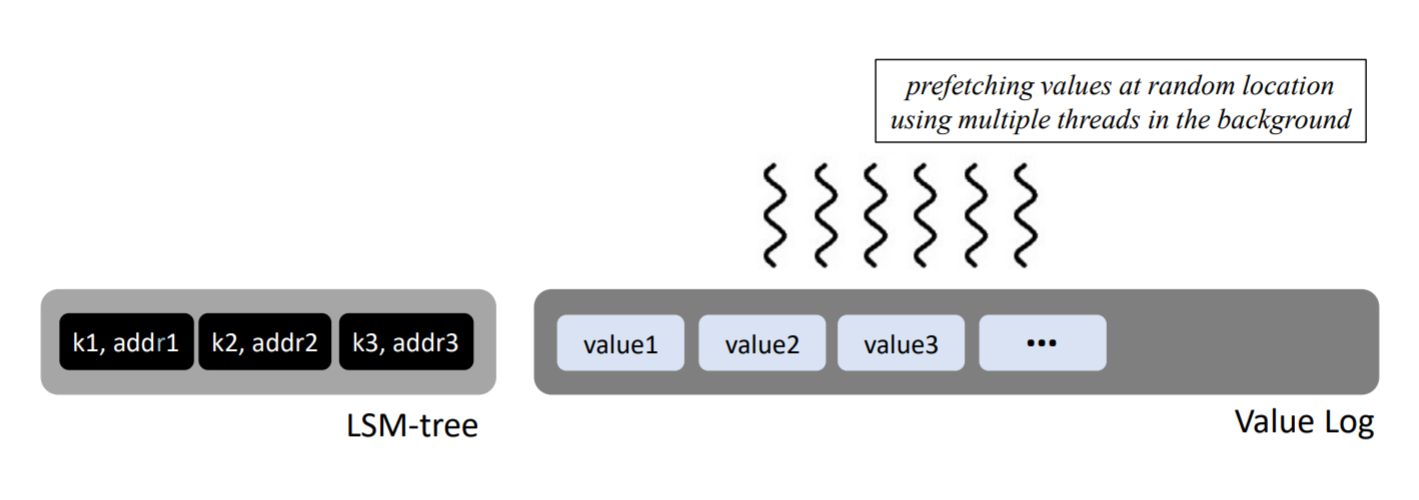 prefetching values at random location
using multiple threads in the background
k1, addr1 k2, addr2 k3, addr3
value1 value2 value3 •••
LSM-tree
Value Log